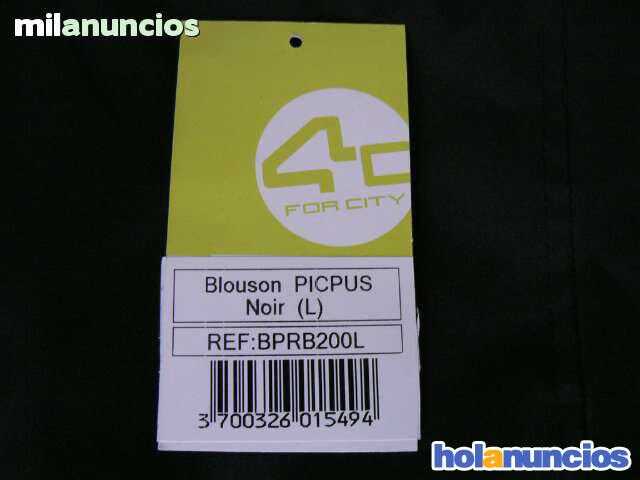 milanuncios
4C
FOR CITY
Blouson PICPUS
Noir (L)
REF:BPRB200L
3 700326 015494
holanuncios